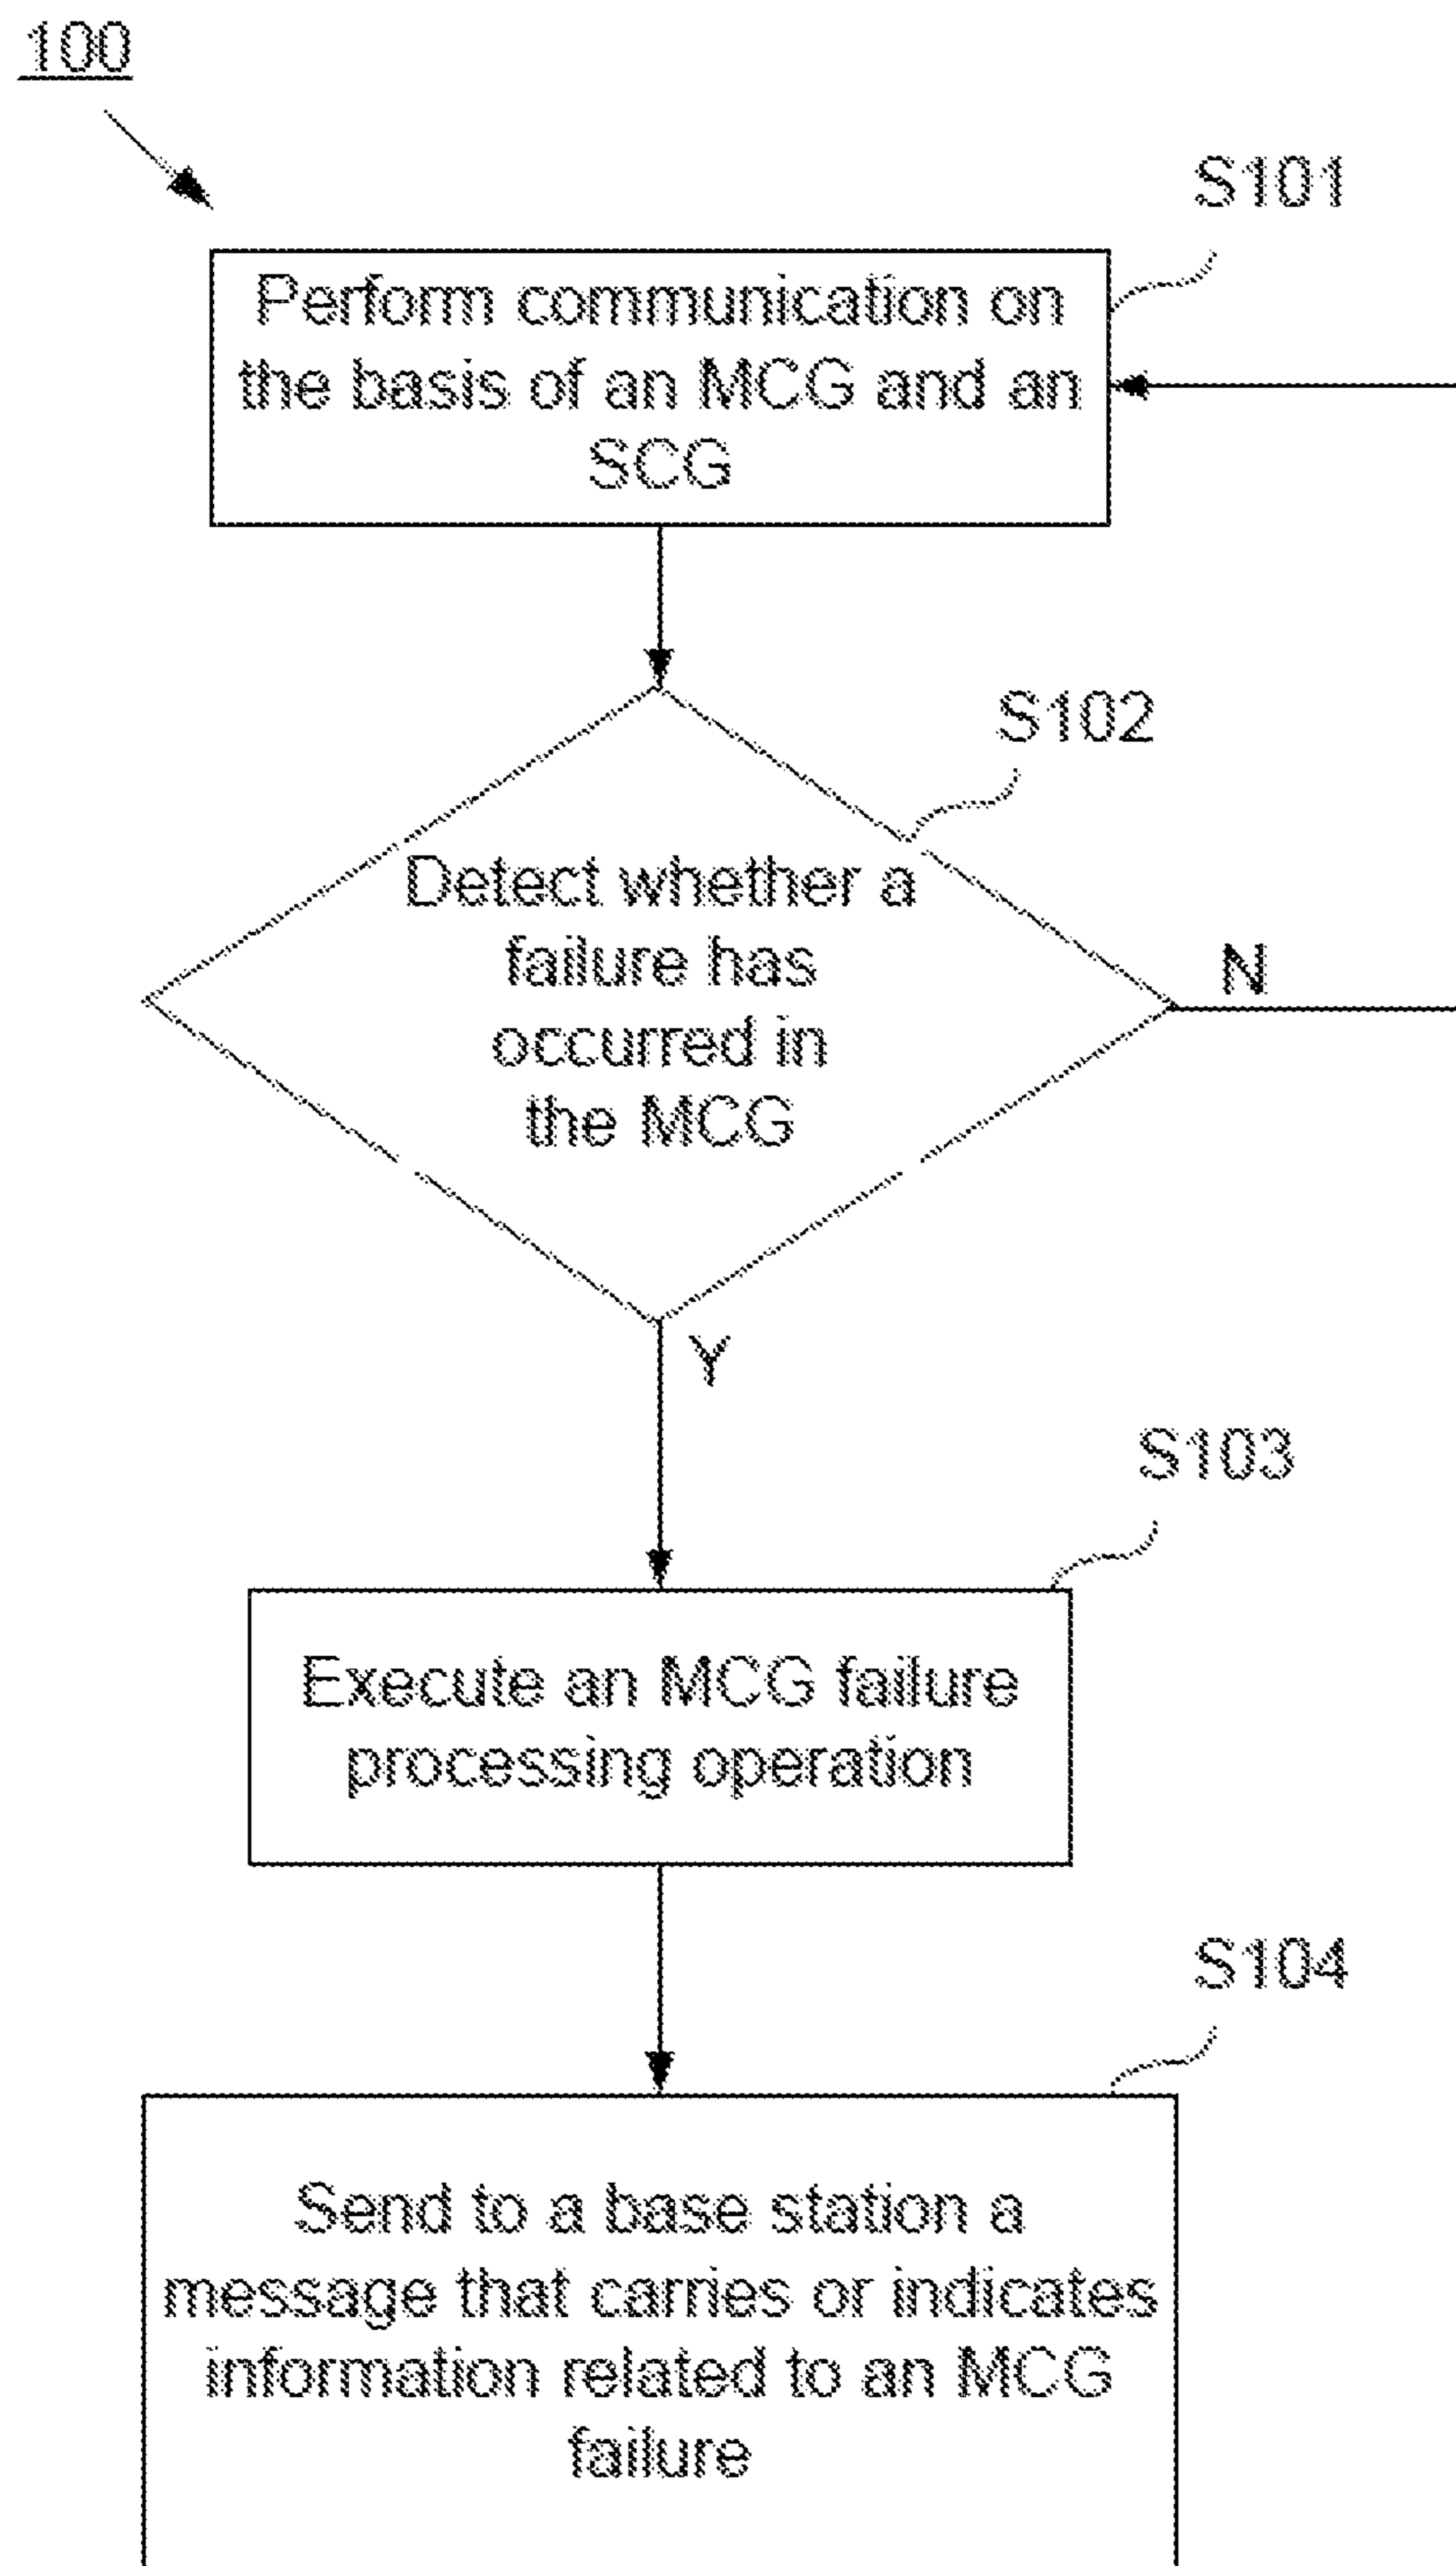 100
S101
Perform communication on
the basis of an MCG and an
SCG
S102
Detect whether a
failure has
occurred in
the MCG
N
Y
S103
Execute an MCG failure
processing operation
S104
Send to a base station a
message that carries or indicates
information related to an MCG
failure